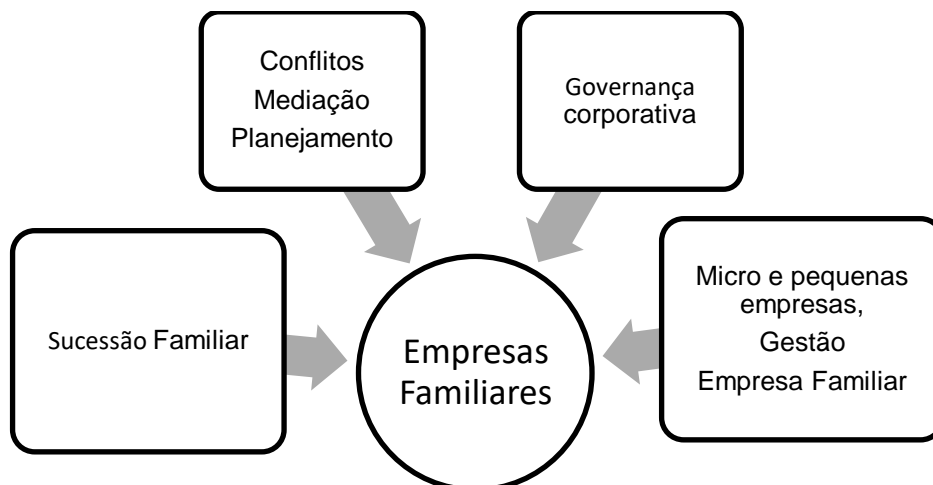 Conflitos
Mediação
Planejamento
Governança
corporativa
Sucessão Familiar
Micro e pequenas
empresas,
Gestão
Empresa Familiar
Empresas
Familiares